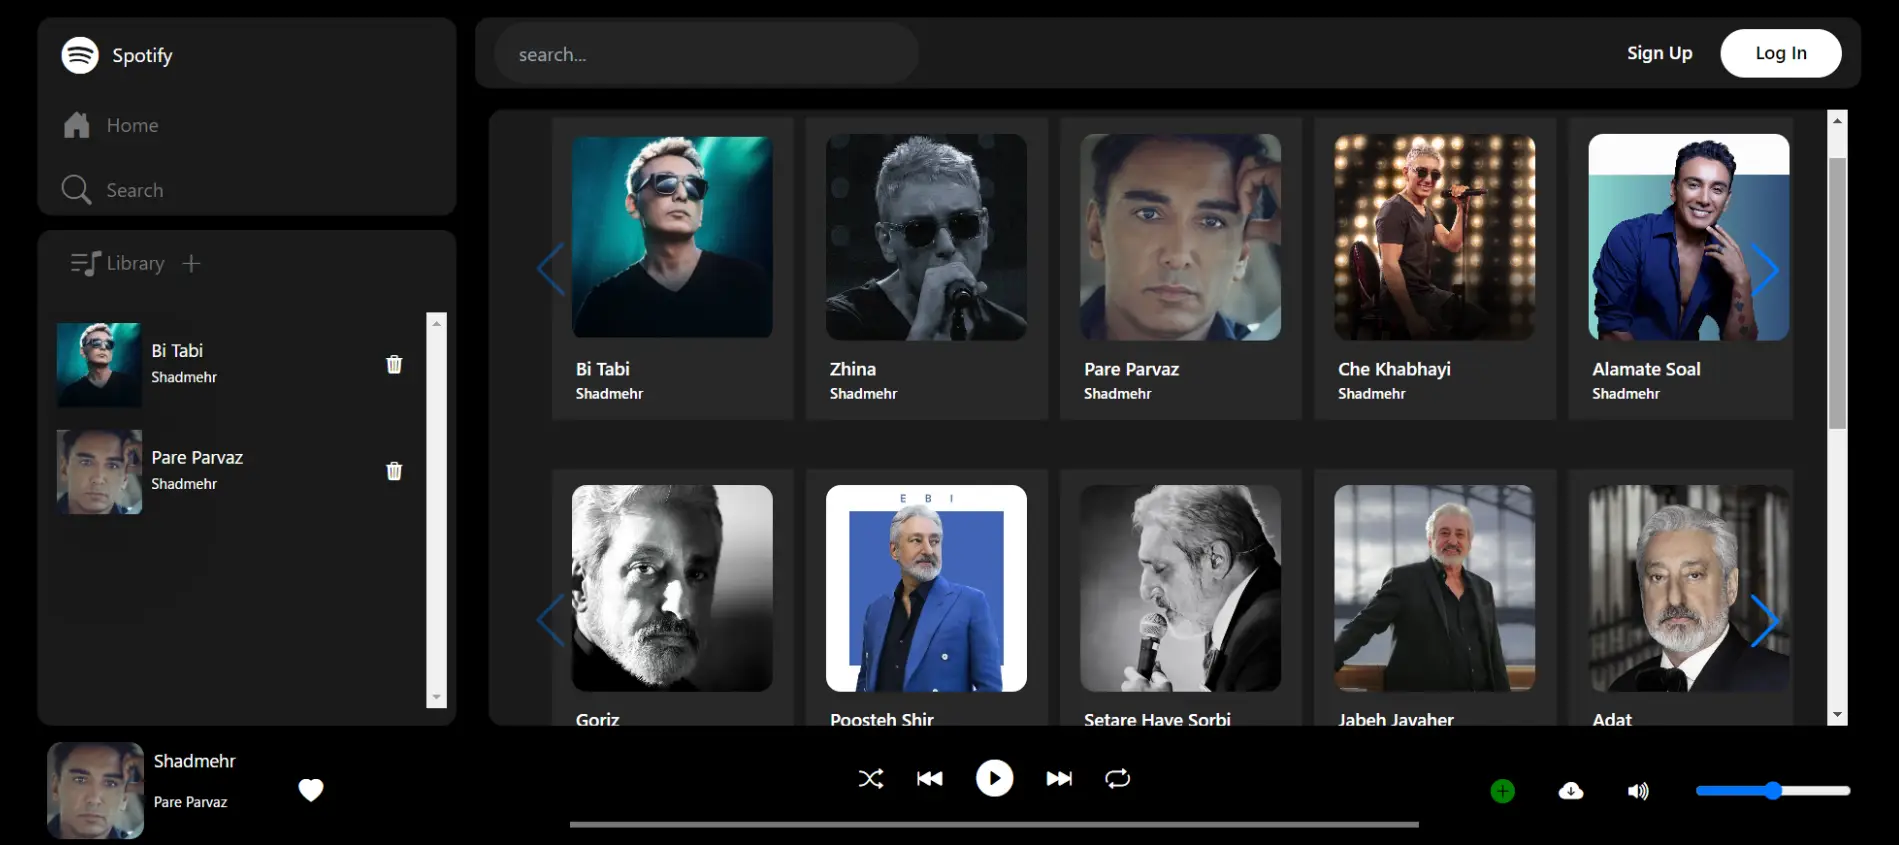 Spotify
Home
Search
Library
Bi Tabi
Shadmehr
Pare Parvaz
Shadmehr
search...
Sign Up
Log In
Bi Tabi
Shadmehr
Zhina
Shadmehr
Pare Parvaz
Shadmehr
Che Khabhayi
Shadmehr
Alamate Soal
Shadmehr
E B I
Goriz
Poosteh Shir
Setare Haye Sorbi
Jabeh Javaher
Adat
Shadmehr
Pare Parvaz